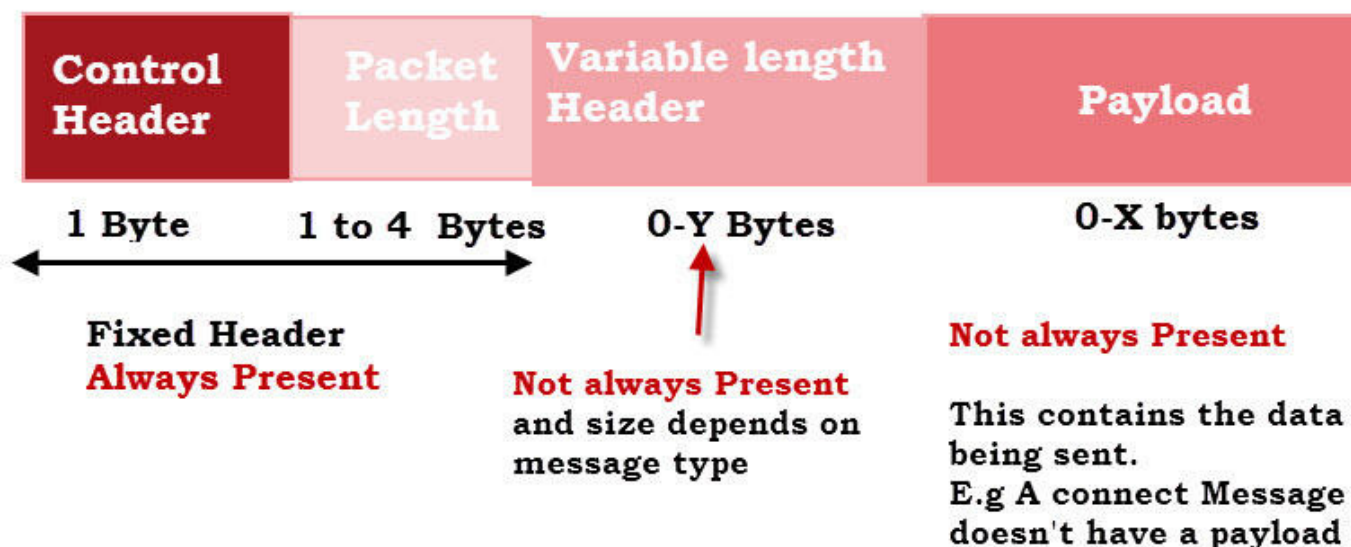 Control
Header
Packet
Length
Variable length
Header
Payload
1 Byte
1 to 4 Bytes
0-Y Bytes
0-X bytes
Fixed Header
Always Present
Not always Present
and size depends on
message type
Not always Present
This contains the data
being sent.
E.g A connect Message
doesn't have a payload